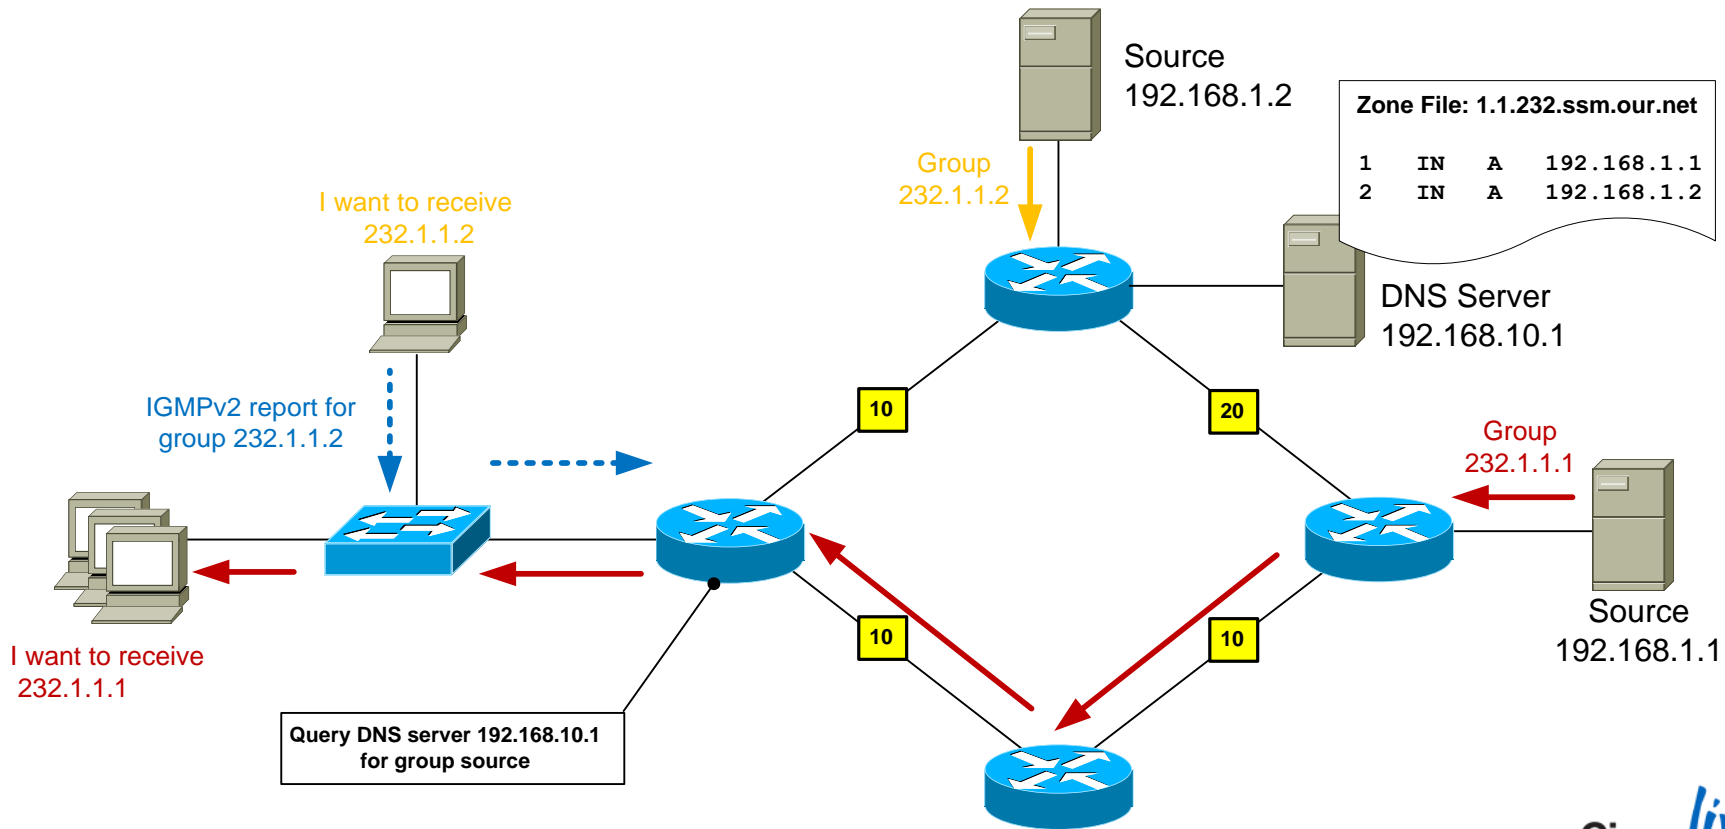 Source
192.168.1.2
Zone File: 1.1.232.ssm.our.net
1 IN A 192.168.1.1
2 IN A 192.168.1.2
Group
232.1.1.2
I want to receive
232.1.1.2
DNS Server
192.168.10.1
IGMPv2 report for
group 232.1.1.2
10
20
Group
232.1.1.1
10
10
Source
192.168.1.1
I want to receive
232.1.1.1
Query DNS server 192.168.10.1
for group source